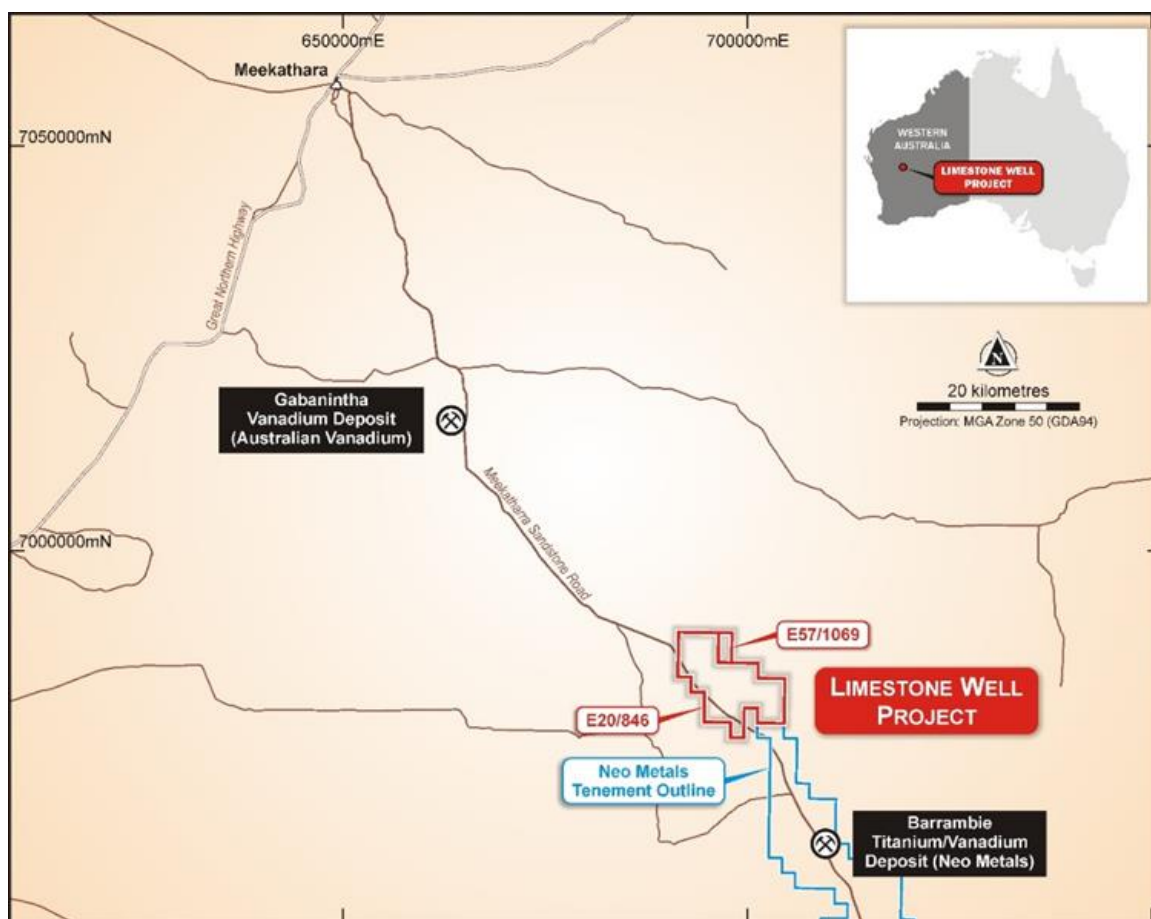 650000mE
700000mE
Meekathara
7050000mN
WESTERN
AUSTRALIA
LIMESTONE WELL
PROJECT
Great Northern Highway
N
20 kilometres
Projection: MGA Zone 50 (GDA94)
Gabanintha
Vanadium Deposit
(Australian Vanadium)
Meekatharra Sandstone Road
7000000mN
E57/1069
LIMESTONE WELL
PROJECT
E20/846
Neo Metals
Tenement Outline
Barrambie
Titanium/Vanadium
Deposit (Neo Metals)